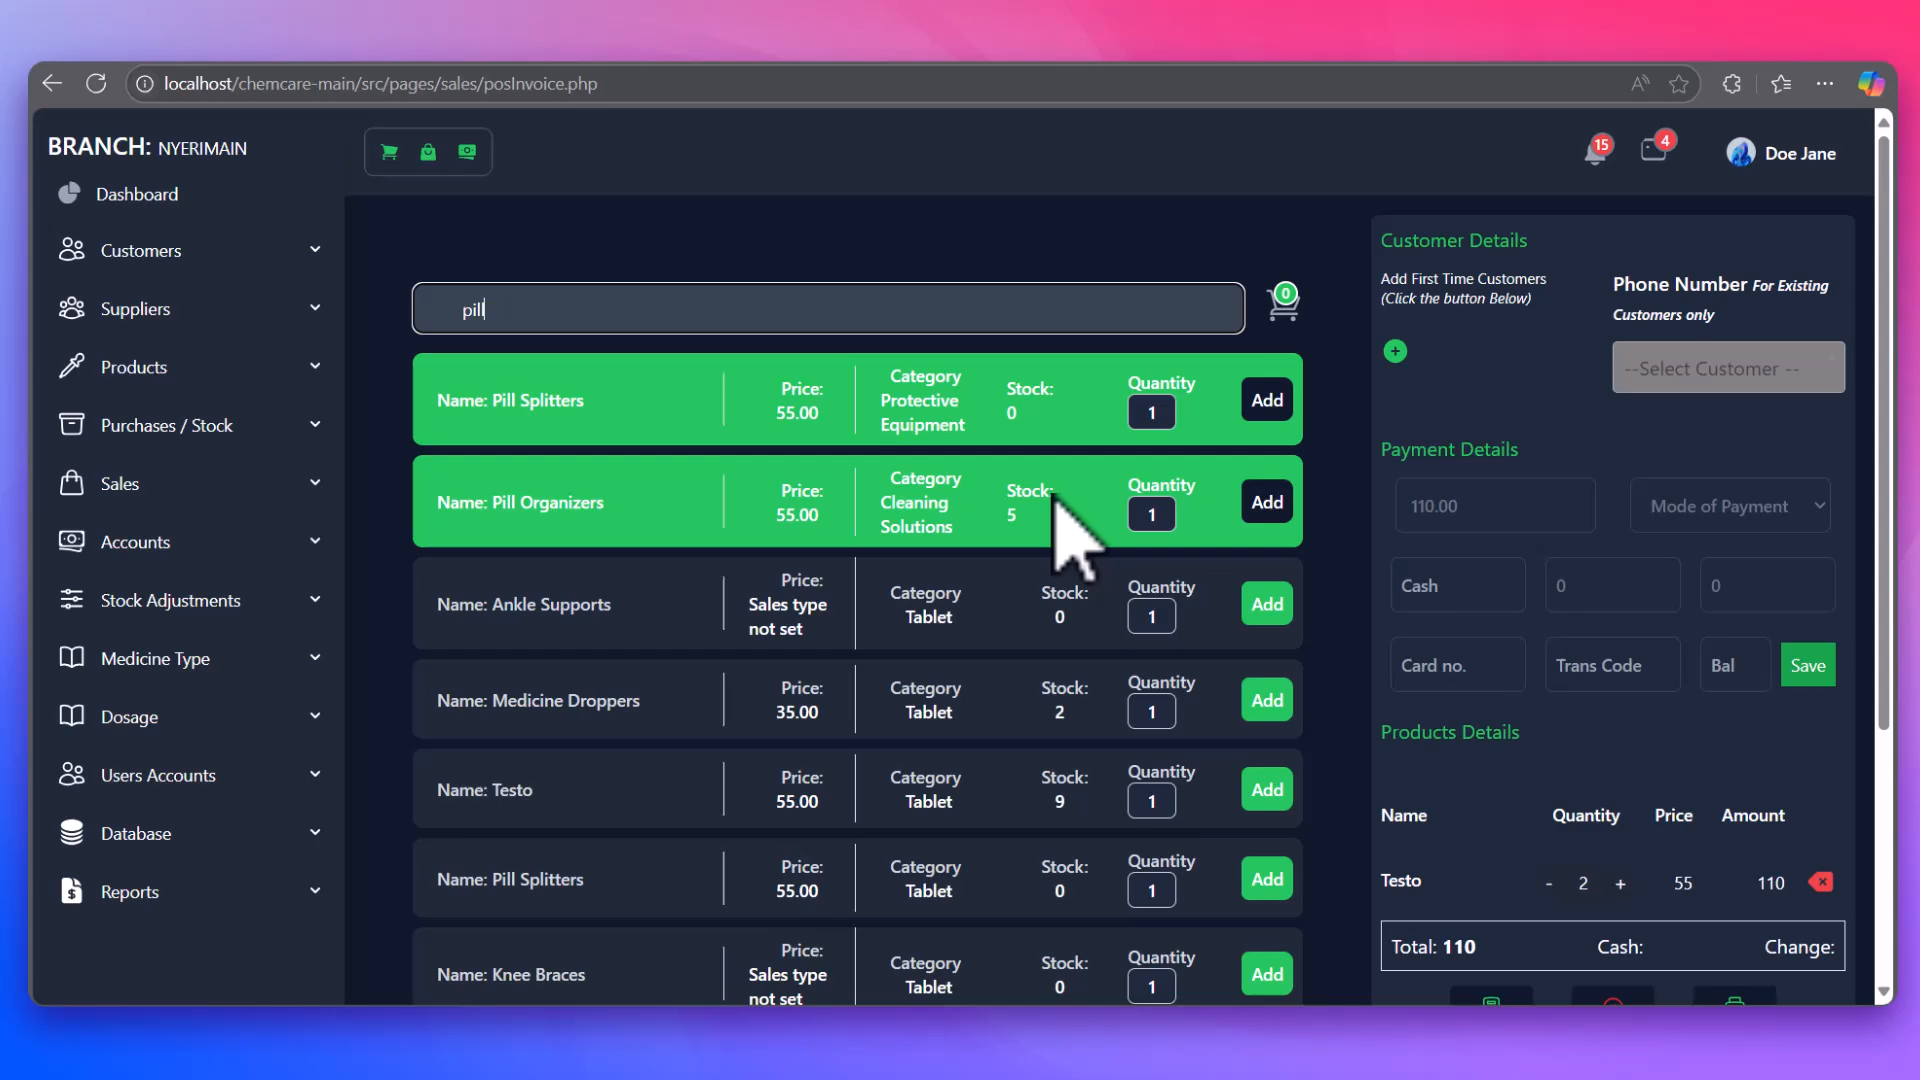 localhost/chemcare-main/src/pages/sales/posInvoice.php
BRANCH: NYERIMAIN
Dashboard
Customers
Suppliers
Products
Purchases / Stock
Sales
Accounts
Stock Adjustments
Medicine Type
Dosage
Users Accounts
Database
Reports
15
4
Doe Jane
pill
0
Name: Pill Splitters
Price:
55.00
Category
Protective
Equipment
Stock:
0
Quantity
1
Add
Name: Pill Organizers
Price:
55.00
Category
Cleaning
Solutions
Stock:
5
Quantity
1
Add
Name: Ankle Supports
Price:
Sales type
not set
Category
Tablet
Stock:
0
Quantity
1
Add
Name: Medicine Droppers
Price:
35.00
Category
Tablet
Stock:
2
Quantity
1
Add
Name: Testo
Price:
55.00
Category
Tablet
Stock:
9
Quantity
1
Add
Name: Pill Splitters
Price:
55.00
Category
Tablet
Stock:
0
Quantity
1
Add
Name: Knee Braces
Price:
Sales type
not set
Category
Tablet
Stock:
0
Quantity
1
Add
Customer Details
Add First Time Customers
(Click the button Below)
Phone Number For Existing
Customers only
--Select Customer --
Payment Details
110.00
Mode of Payment
Cash
0
0
Card no.
Trans Code
Bal
Save
Products Details
Name Quantity Price Amount
Testo - 2 + 55 110
Total: 110 Cash: Change: